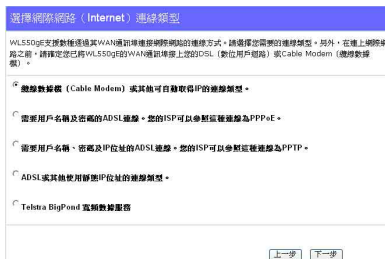 選擇網際網路（Internet）連線類型
WL550gE支援數種透過其WAN通訊埠連接網際網路的連線方式。請選擇您需要的連線類型。另外，在連上網際網
路之前，請確定您已將WL550gE的WAN通訊埠接上您的DSL（數位用戶迴路）或Cable Modem（纜線數據
機）。
纜線數據機（Cable Modem）或其他可自動取得IP的連線類型。
需要用戶名稱及密碼的ADSL連線。您的ISP可以參照這種連線為PPPoE。
需要用戶名稱、密碼及IP位址的ADSL連線。您的ISP可以參照這種連線為PPTP。
ADSL或其他使用靜態IP位址的連線類型。
Telstra BigPond 寬頻數據服務
上一步 下一步